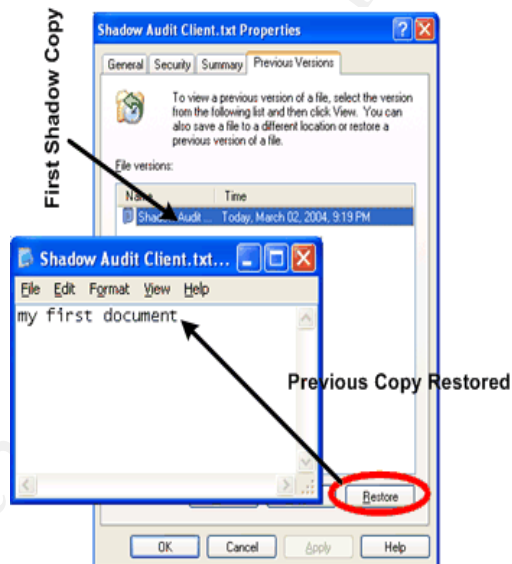 First Shadow Copy
Shadow Audit Client.txt Properties
General Security Summary Previous Versions
To view a previous version of a file, select the version
from the following list and then click View. You can
also save a file to a different location or restore a
previous version of a file.
File versions:
Time
Audit ... Today, March 02, 2004, 9:19 PM
Shadow Audit Client.txt...
File Edit Format View Help
my first document
Previous Copy Restored
Restore
OK Cancel Apply Help